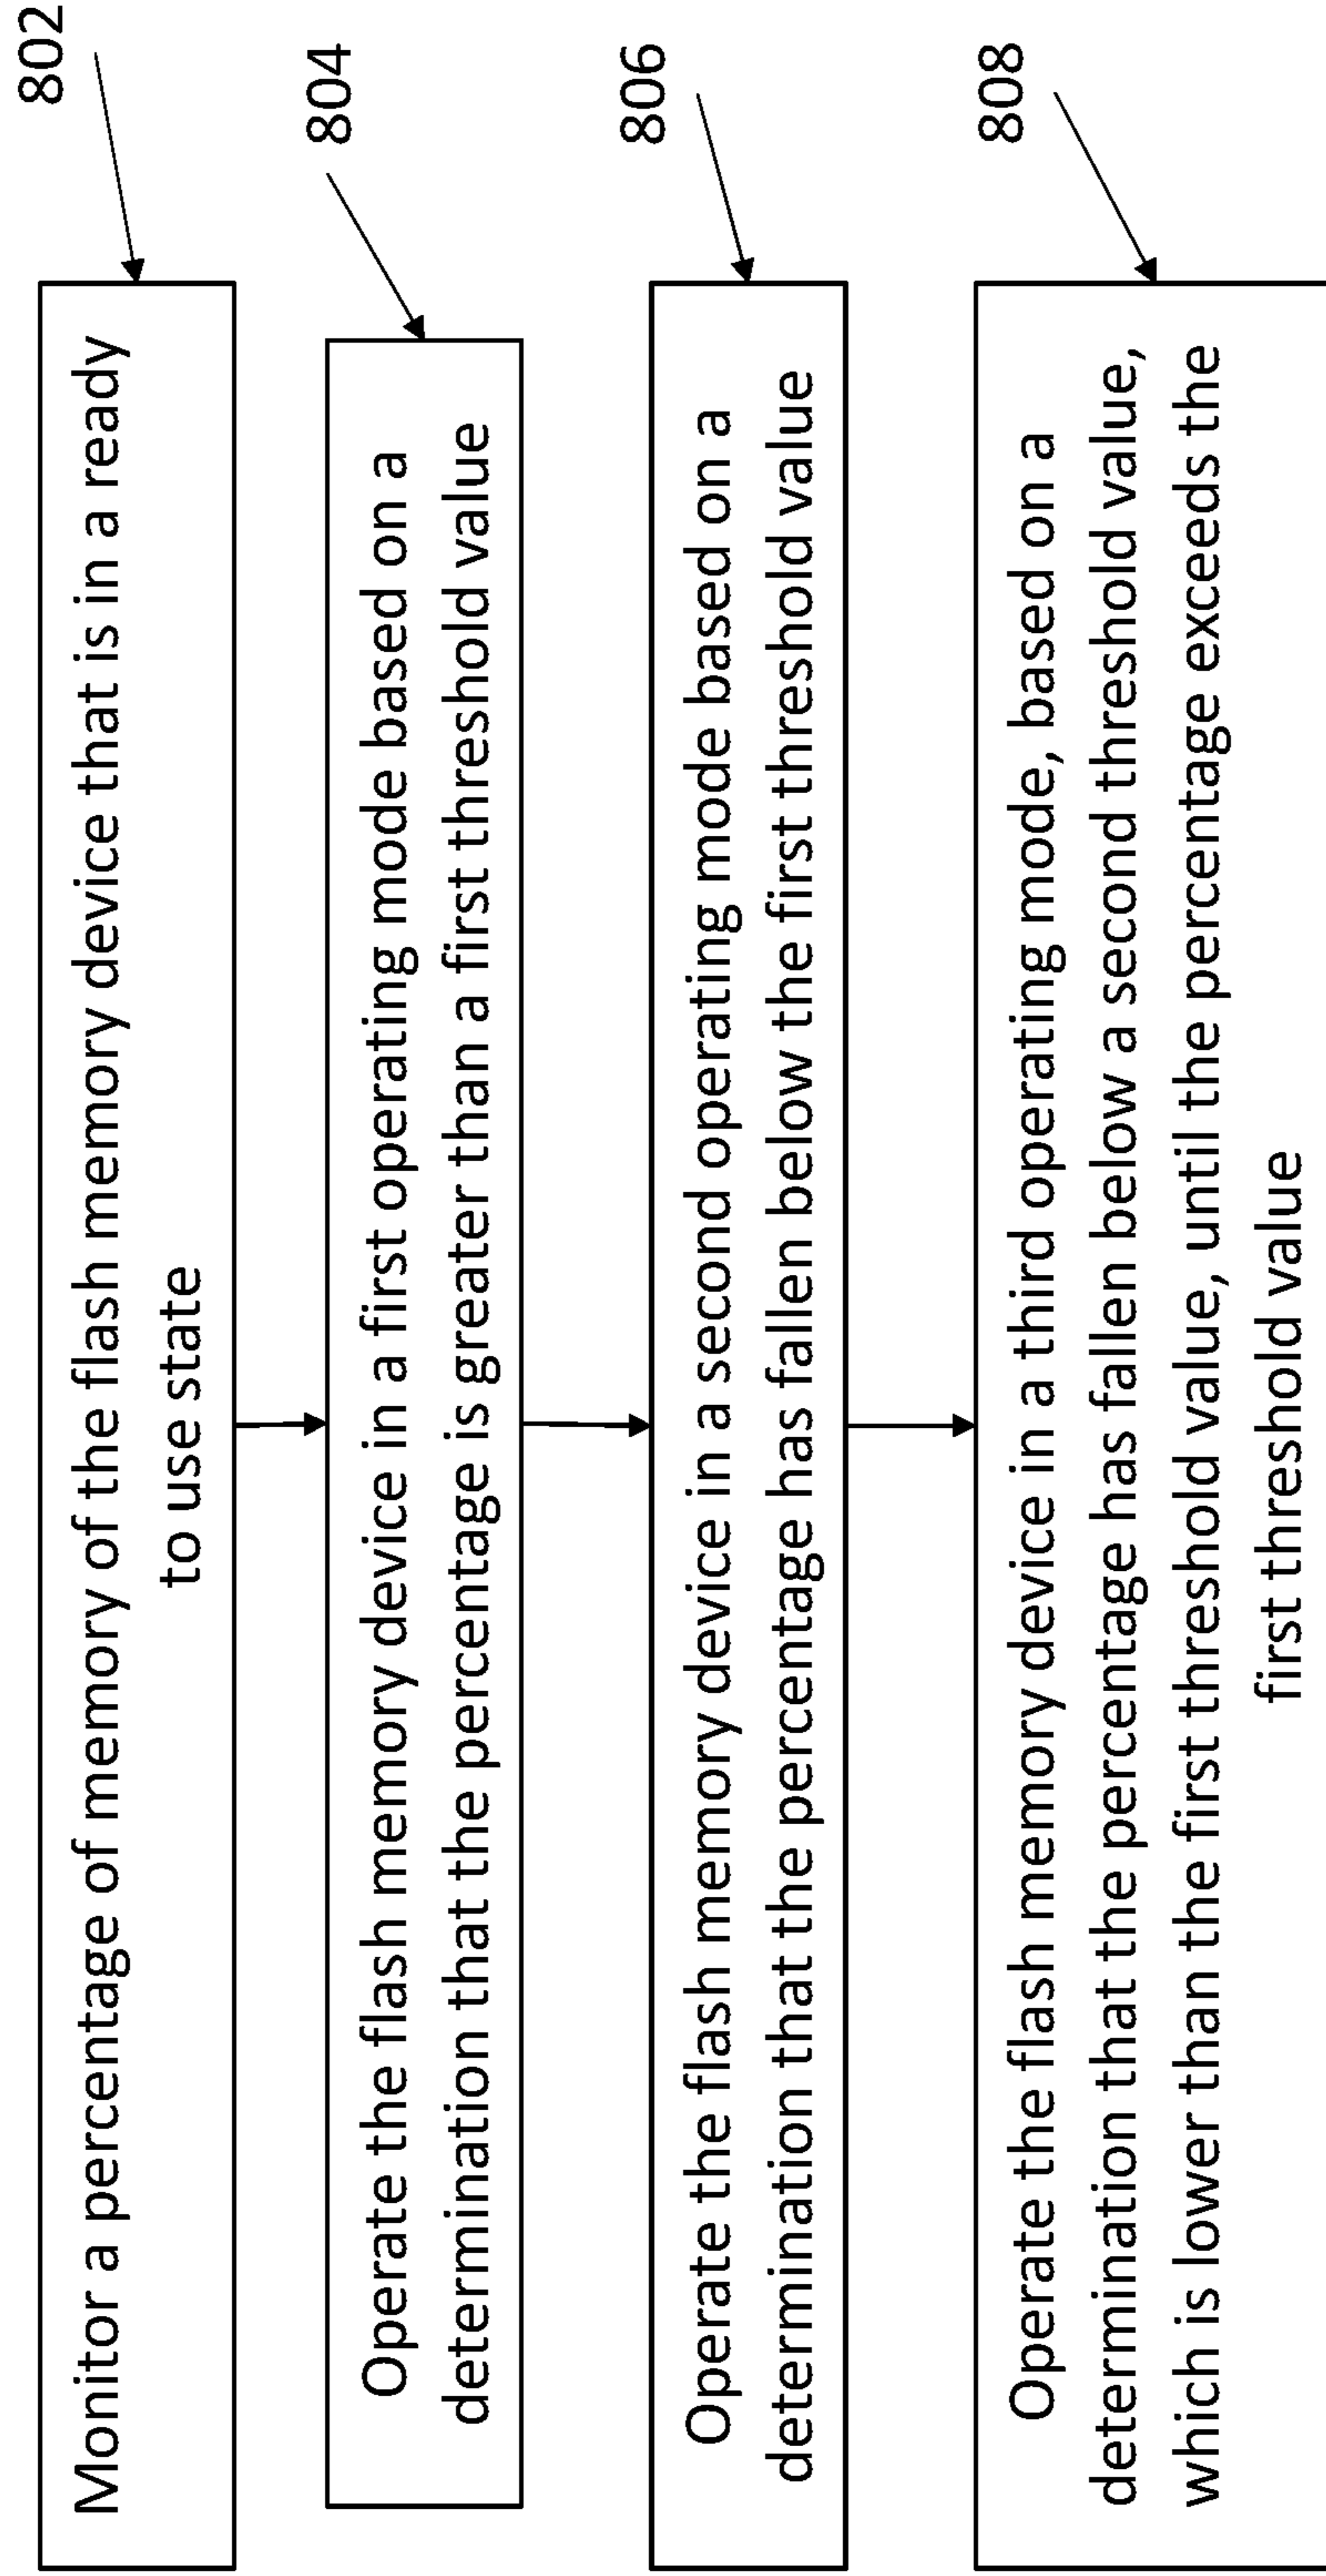 802
Monitor a percentage of memory of the flash memory device that is in a ready
to use state
804
Operate the flash memory device in a first operating mode based on a
determination that the percentage is greater than a first threshold value
806
Operate the flash memory device in a second operating mode based on a
determination that the percentage has fallen below the first threshold value
808
Operate the flash memory device in a third operating mode, based on a
determination that the percentage has fallen below a second threshold value,
which is lower than the first threshold value, until the percentage exceeds the
first threshold value